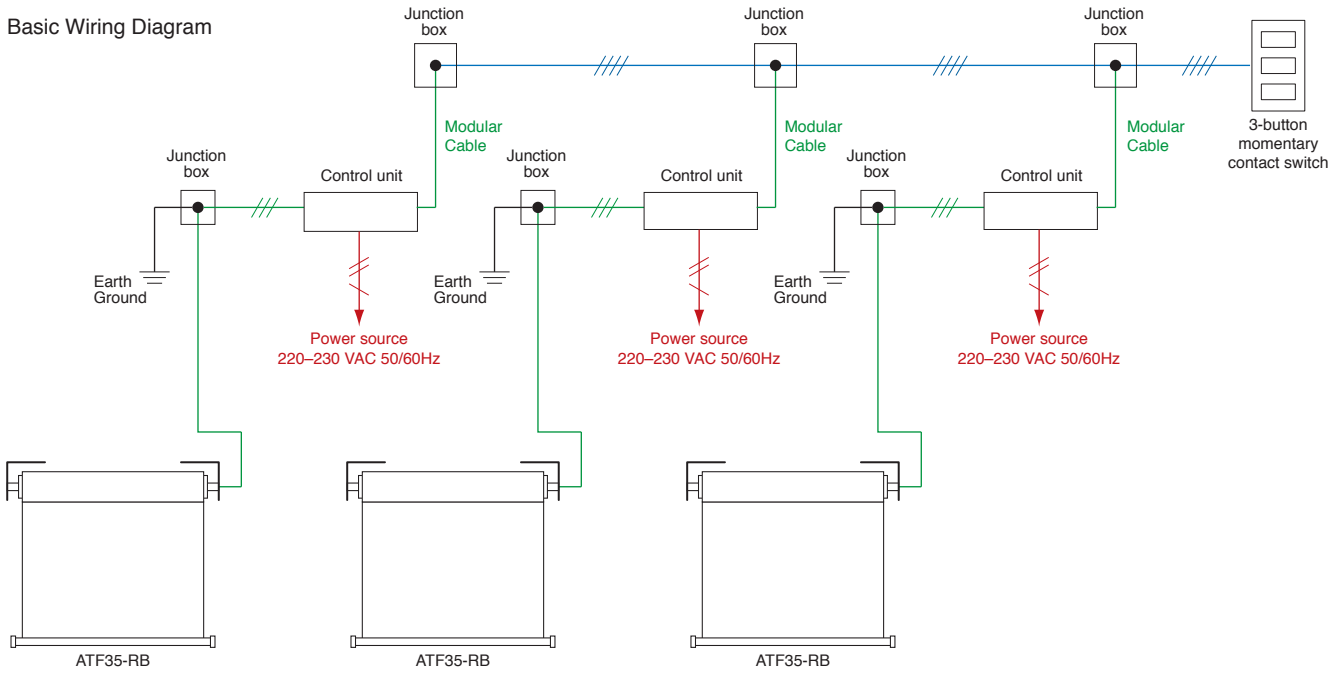 Basic Wiring Diagram
Junction
box
Junction
box
Junction
box
Modular
Cable
Modular
Cable
Modular
Cable
3-button
momentary
contact switch
Junction
box
Control unit
Junction
box
Control unit
Junction
box
Control unit
Earth
Ground
Earth
Ground
Earth
Ground
Power source
220–230 VAC 50/60Hz
Power source
220–230 VAC 50/60Hz
Power source
220–230 VAC 50/60Hz
ATF35-RB
ATF35-RB
ATF35-RB